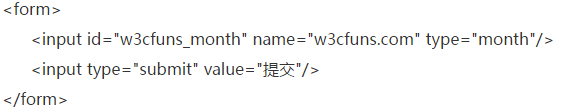 <form>
<input id="w3cfuns_month" name="w3cfuns.com" type="month"/>
<input type="submit" value="提交"/>
</form>